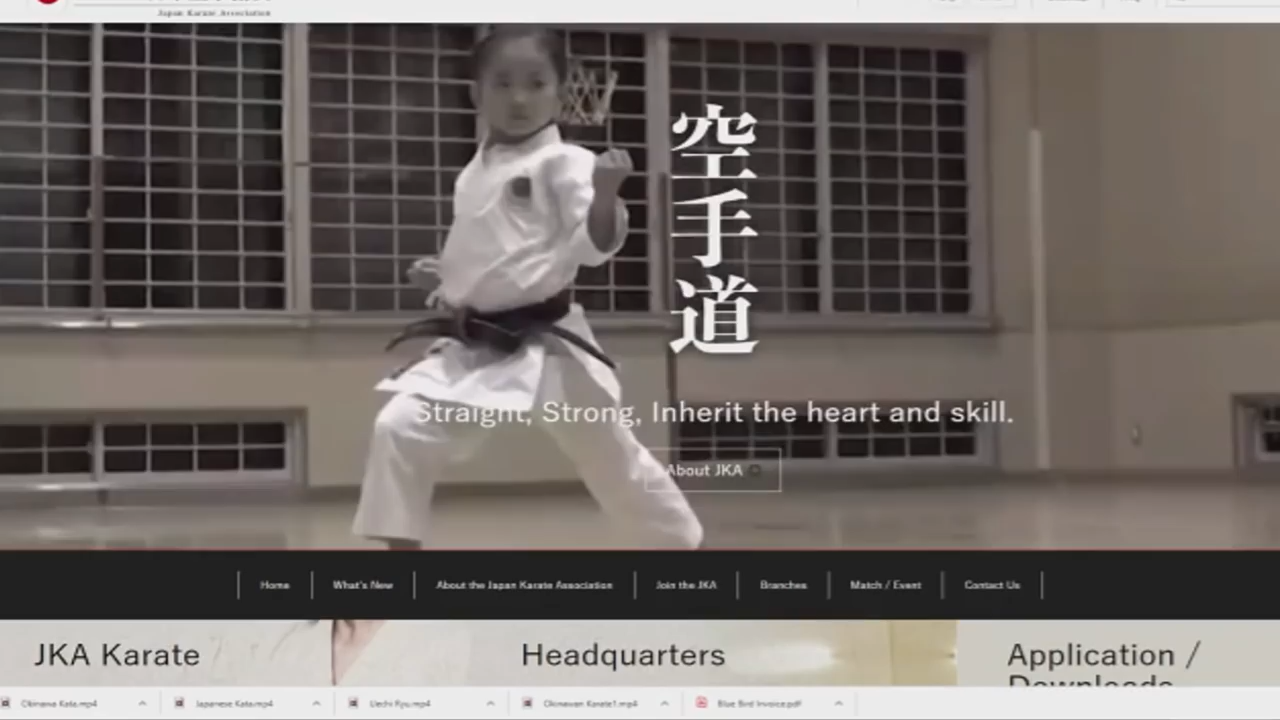 Japan Karate Association
空手道
Straight, Strong, Inherit the heart and skill.
About JKA
Home
What's New
About the Japan Karate Association
Join the JKA
Branches
Match / Event
Contact Us
JKA Karate
Headquarters
Application /
Downloads
Okinawa Kata.mp4
Japanese Kata.mp4
Uechi Ryu.mp4
Okinawan Karate1.mp4
Blue Bird Invoice.pdf